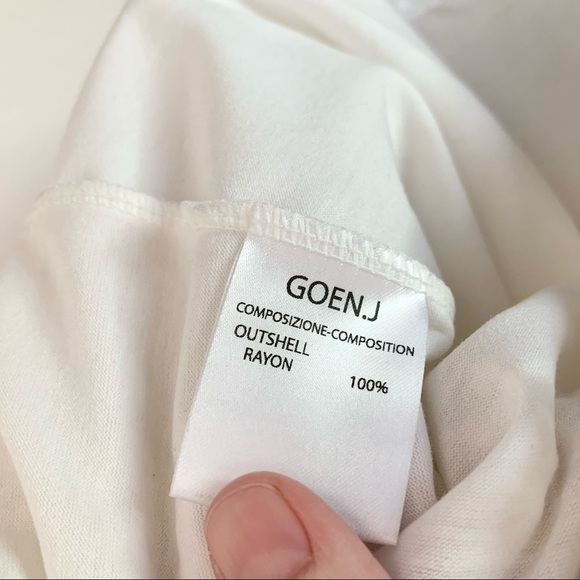 GOEN.J
COMPOSIZIONE-COMPOSITION
OUTSHELL
RAYON 100%